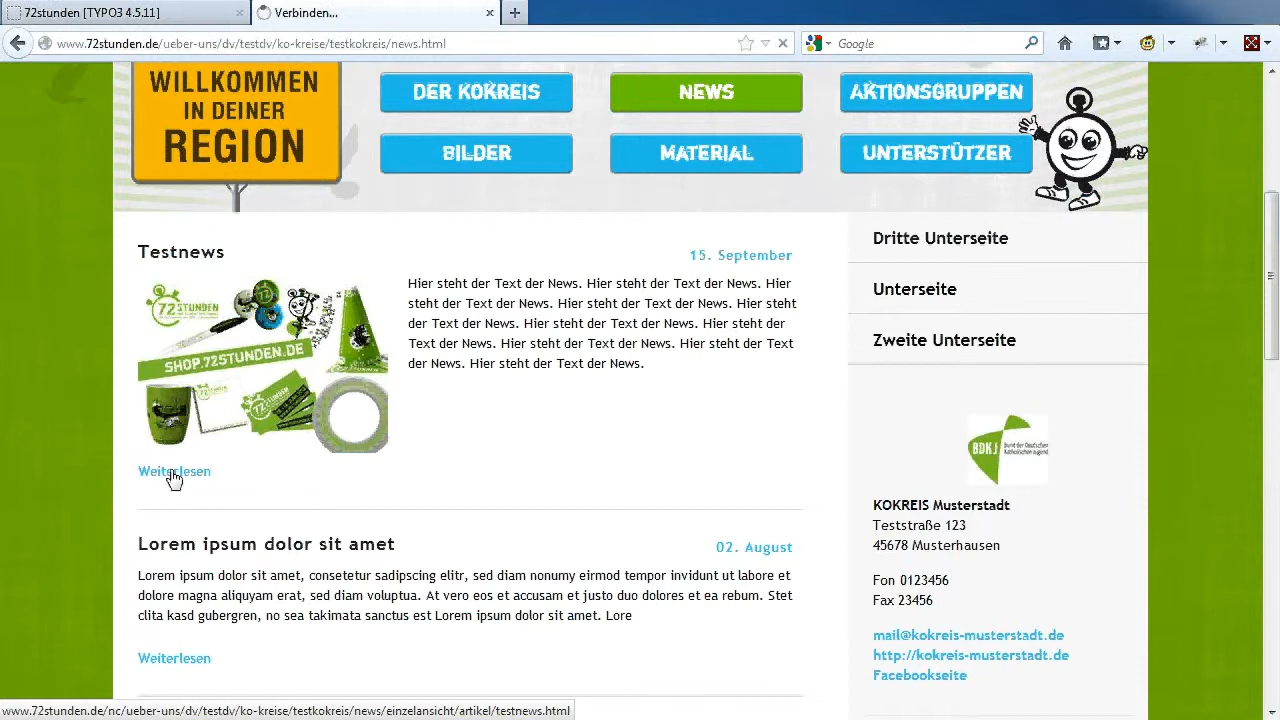 72stunden [TYPO3 4.5.11]
Verbinden...
www.72stunden.de/ueber-uns/dv/testdv/ko-kreise/testkokreis/news.html
Google
WILLKOMMEN
IN DEINER
REGION
DER KOKREIS
NEWS
AKTIONSGRUPPEN
BILDER
MATERIAL
UNTERSTÜTZER
Testnews
15. September
72 STUNDEN
SHOP.72STUNDEN.DE
Hier steht der Text der News. Hier steht der Text der News. Hier
steht der Text der News. Hier steht der Text der News. Hier steht
der Text der News. Hier steht der Text der News. Hier steht der
Text der News. Hier steht der Text der News. Hier steht der Text
der News. Hier steht der Text der News.
Weiterlesen
Lorem ipsum dolor sit amet
02. August
Lorem ipsum dolor sit amet, consetetur sadipscing elitr, sed diam nonumy eirmod tempor invidunt ut labore et
dolore magna aliquyam erat, sed diam voluptua. At vero eos et accusam et justo duo dolores et ea rebum. Stet
clita kasd gubergren, no sea takimata sanctus est Lorem ipsum dolor sit amet. Lore
Weiterlesen
Dritte Unterseite
Unterseite
Zweite Unterseite
BDKJ
Bund der Deutschen
Katholischen Jugend
KOKREIS Musterstadt
Teststraße 123
45678 Musterhausen
Fon 0123456
Fax 23456
mail@kokreis-musterstadt.de
http://kokreis-musterstadt.de
Facebookseite
www.72stunden.de/nc/ueber-uns/dv/testdv/ko-kreise/testkokreis/news/einzelansicht/artikel/testnews.html